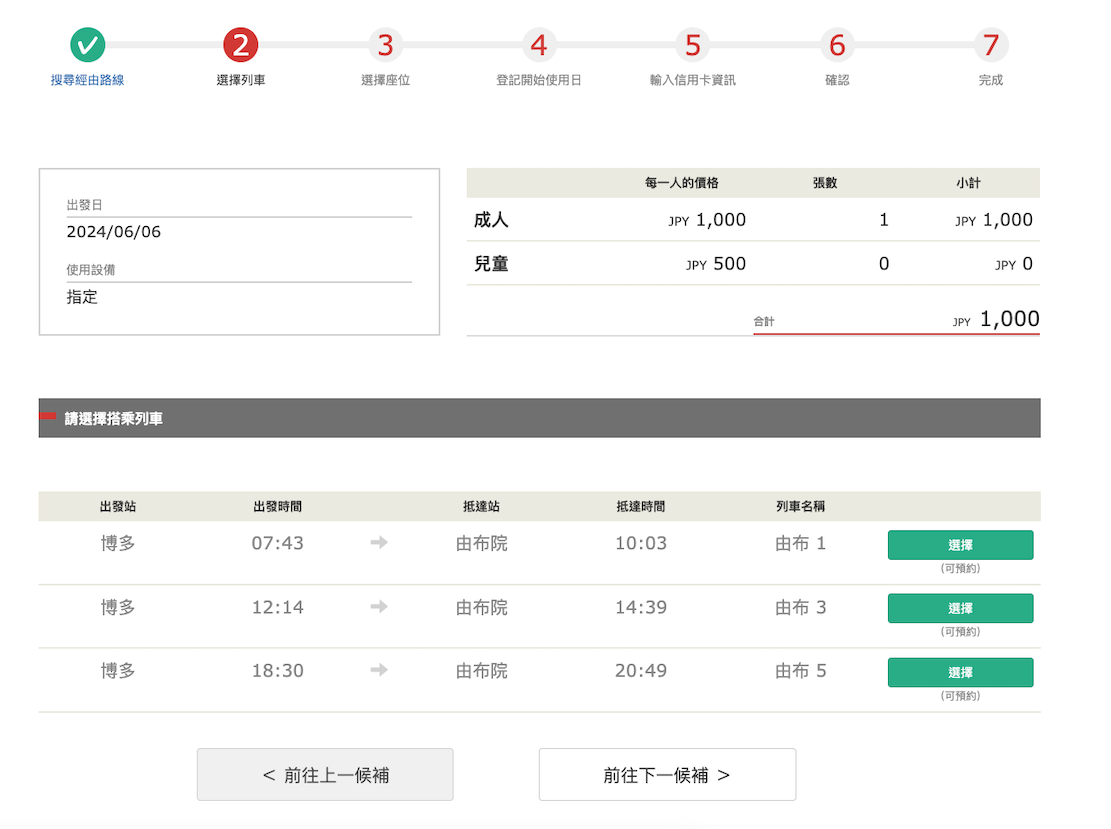 2 3 4 5 6 7
搜尋經由路線 選擇列車 選擇座位 登記開始使用日 輸入信用卡資訊 確認 完成
出發日
2024/06/06
使用設備
指定
每一人的價格 張數 小計
成人 JPY 1,000 1 JPY 1,000
兒童 JPY 500 0 JPY 0
合計 JPY 1,000
請選擇搭乘列車
出發站 出發時間 抵達站 抵達時間 列車名稱
博多 07:43 由布院 10:03 由布 1 選擇
(可預約)
博多 12:14 由布院 14:39 由布 3 選擇
(可預約)
博多 18:30 由布院 20:49 由布 5 選擇
(可預約)
< 前往上一候補 前往下一候補 >